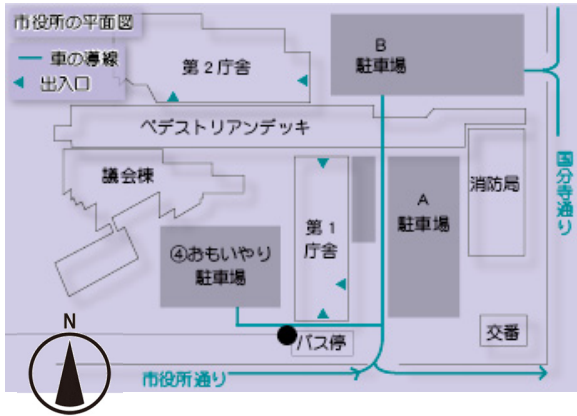 市役所の平面図
車の導線
出入口
第2庁舎
B
駐車場
ペデストリアンデッキ
議会棟
第1
庁舎
A
駐車場
消防局
国分寺通り
④おもいやり
駐車場
バス停
交番
N
市役所通り